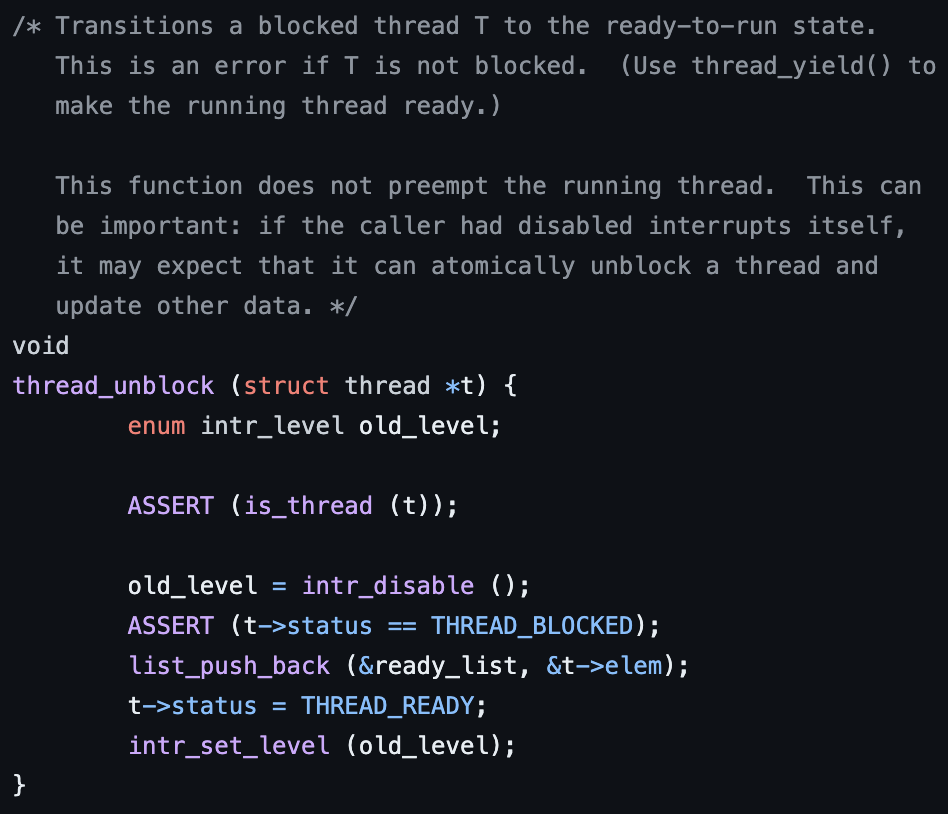 /* Transitions a blocked thread T to the ready-to-run state.
   This is an error if T is not blocked.  (Use thread_yield() to
   make the running thread ready.)

   This function does not preempt the running thread.  This can
   be important: if the caller had disabled interrupts itself,
   it may expect that it can atomically unblock a thread and
   update other data. */
void
thread_unblock (struct thread *t) {
        enum intr_level old_level;

        ASSERT (is_thread (t));

        old_level = intr_disable ();
        ASSERT (t->status == THREAD_BLOCKED);
        list_push_back (&ready_list, &t->elem);
        t->status = THREAD_READY;
        intr_set_level (old_level);
}